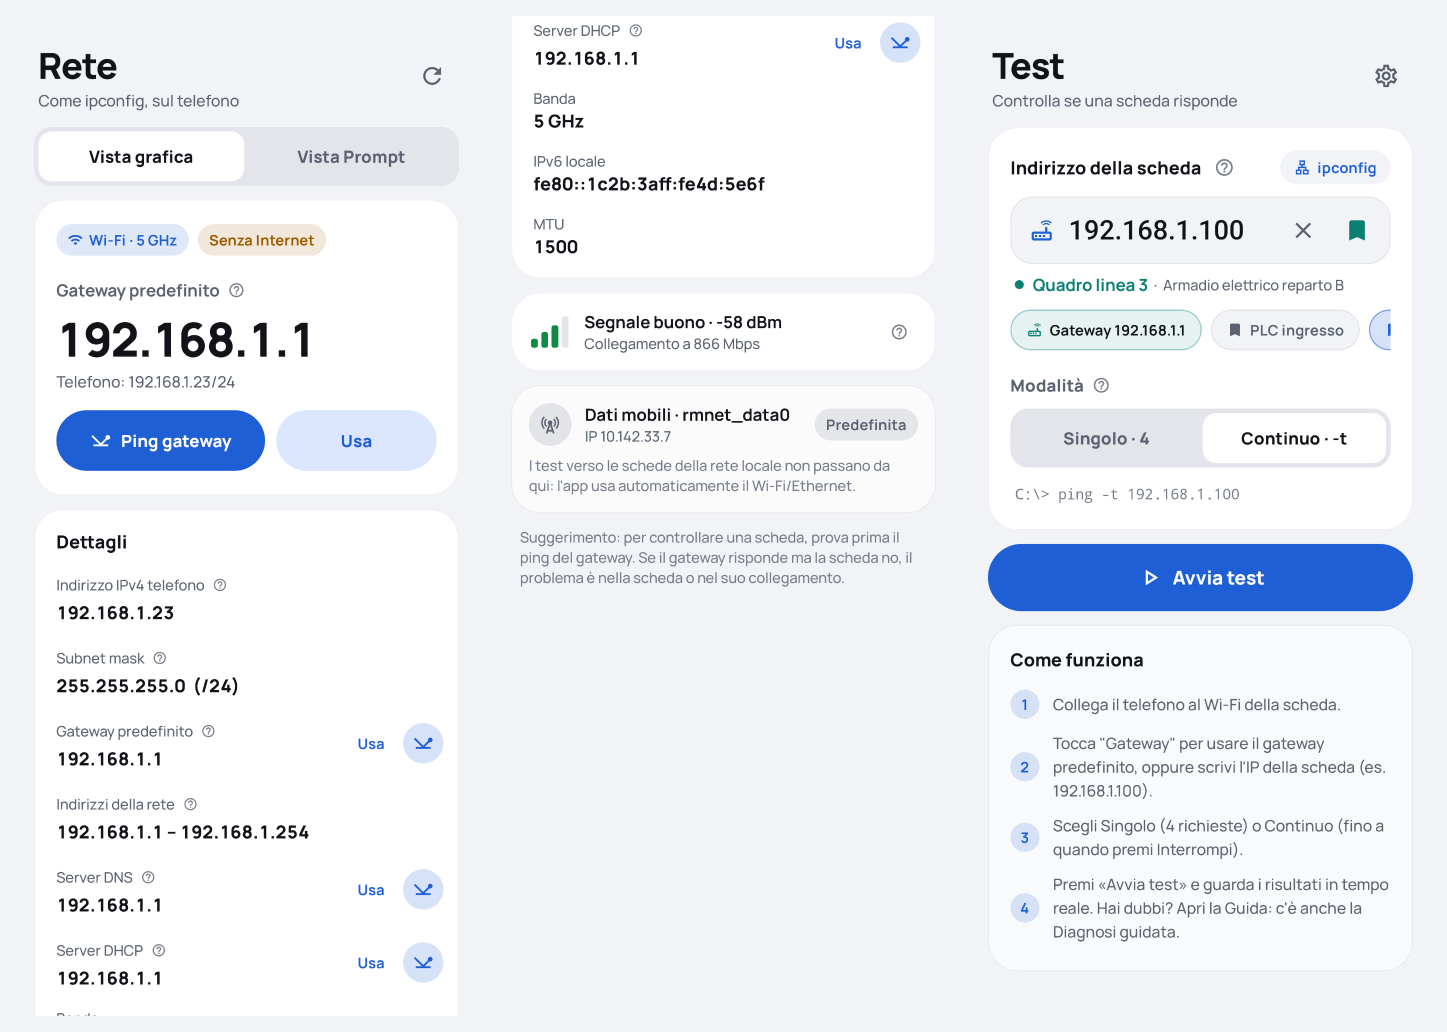 Rete
Come ipconfig, sul telefono
Vista grafica
Vista Prompt
Wi-Fi · 5 GHz
Senza Internet
Gateway predefinito
192.168.1.1
Telefono: 192.168.1.23/24
Ping gateway
Usa
Dettagli
Indirizzo IPv4 telefono
192.168.1.23
Subnet mask
255.255.255.0 (/24)
Gateway predefinito
192.168.1.1
Usa
Indirizzi della rete
192.168.1.1 – 192.168.1.254
Server DNS
192.168.1.1
Usa
Server DHCP
192.168.1.1
Usa
Server DHCP
192.168.1.1
Usa
Banda
5 GHz
IPv6 locale
fe80::1c2b:3aff:fe4d:5e6f
MTU
1500
Segnale buono · -58 dBm
Collegamento a 866 Mbps
Dati mobili · rmnet_data0
IP 10.142.33.7
Predefinita
I test verso le schede della rete locale non passano da
qui: l'app usa automaticamente il Wi-Fi/Ethernet.
Suggerimento: per controllare una scheda, prova prima il
ping del gateway. Se il gateway risponde ma la scheda no, il
problema è nella scheda o nel suo collegamento.
Test
Controlla se una scheda risponde
Indirizzo della scheda
ipconfig
192.168.1.100
Quadro linea 3 · Armadio elettrico reparto B
Gateway 192.168.1.1
PLC ingresso
Modalità
Singolo · 4
Continuo · -t
C:\> ping -t 192.168.1.100
Avvia test
Come funziona
1 Collega il telefono al Wi-Fi della scheda.
2 Tocca "Gateway" per usare il gateway
predefinito, oppure scrivi l'IP della scheda (es.
192.168.1.100).
3 Scegli Singolo (4 richieste) o Continuo (fino a
quando premi Interrompi).
4 Premi «Avvia test» e guarda i risultati in tempo
reale. Hai dubbi? Apri la Guida: c'è anche la
Diagnosi guidata.